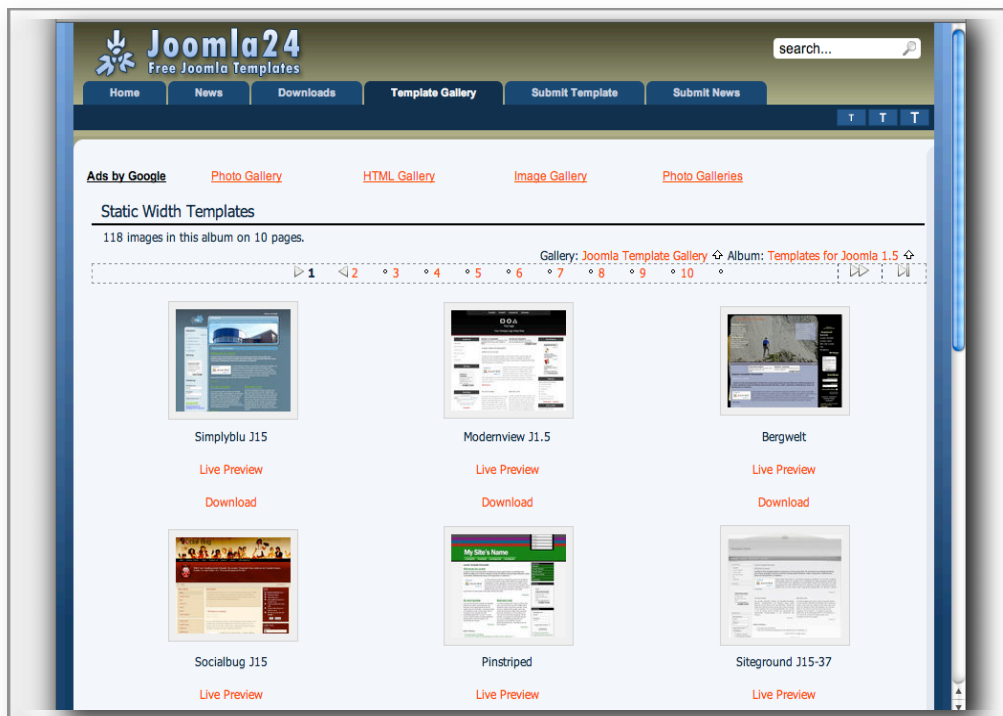 Joomla24
Free Joomla Templates
search...
Home News Downloads Template Gallery Submit Template Submit News
T T T
Ads by Google Photo Gallery HTML Gallery Image Gallery Photo Galleries
Static Width Templates
118 images in this album on 10 pages.
Gallery: Joomla Template Gallery Album: Templates for Joomla 1.5
1 2 3 4 5 6 7 8 9 10
My Site's Name
Simplyblu J15 Modernview J1.5 Bergwelt
Live Preview Live Preview Live Preview
Download Download Download
Socialbug J15 Pinstriped Siteground J15-37
Live Preview Live Preview Live Preview